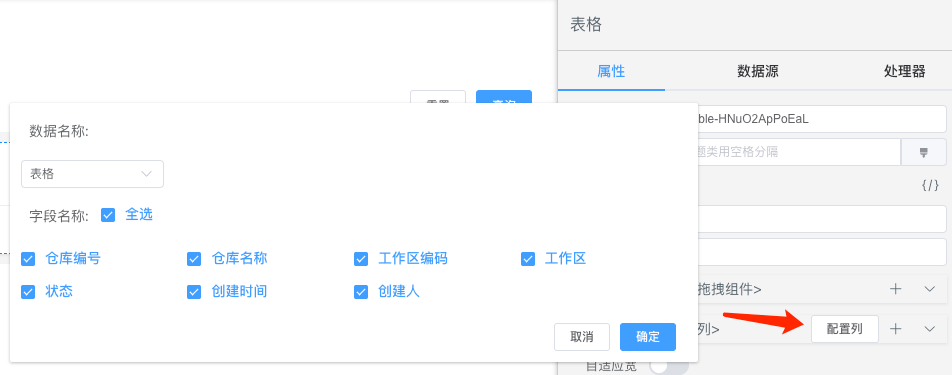 表格
属性 数据源 处理器
ble-HNuO2ApPoEaL
数据名称:
题类用空格分隔
表格
{/}
字段名称: 全选
仓库编号 仓库名称 工作区编码 工作区
状态 创建时间 创建人
拖拽组件>
列> 配置列
取消 确定
自适应宽